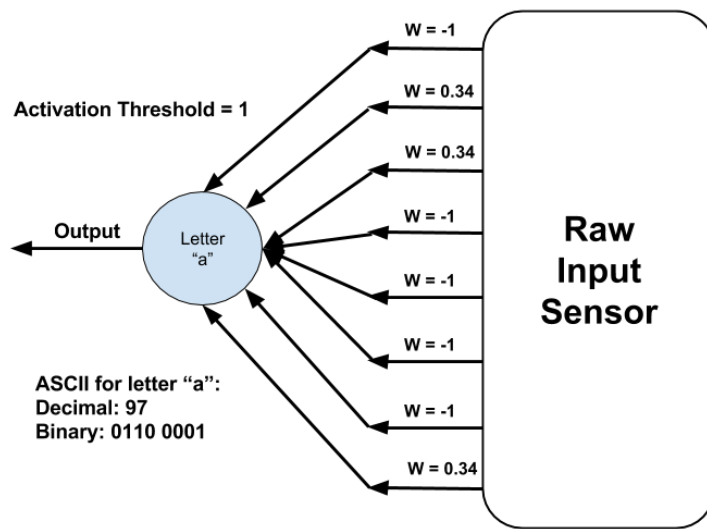 W = -1
Activation Threshold = 1
W = 0.34
W = 0.34
Output
Letter
“a”
W = -1
W = -1
W = -1
W = -1
W = 0.34
Raw
Input
Sensor
ASCII for letter “a”:
Decimal: 97
Binary: 0110 0001